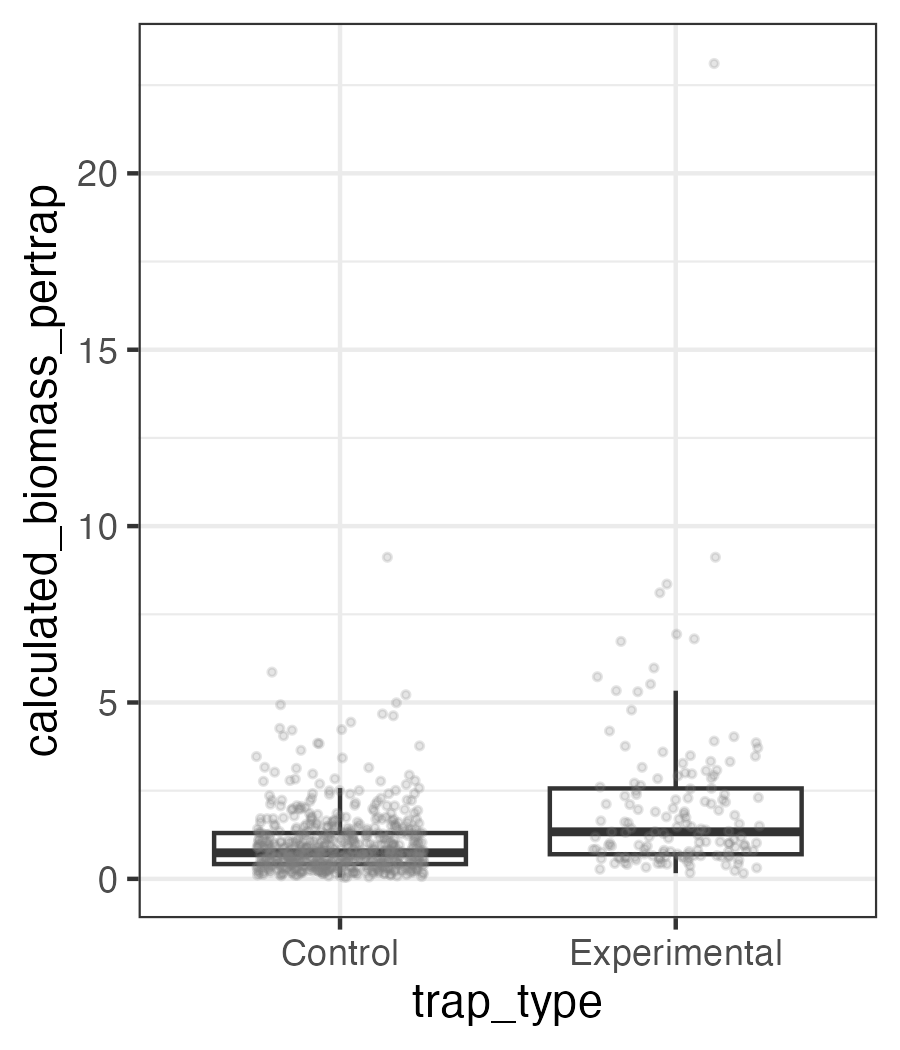 calculated_biomass_pertrap
20
15
10
5
0
Control
Experimental
trap_type